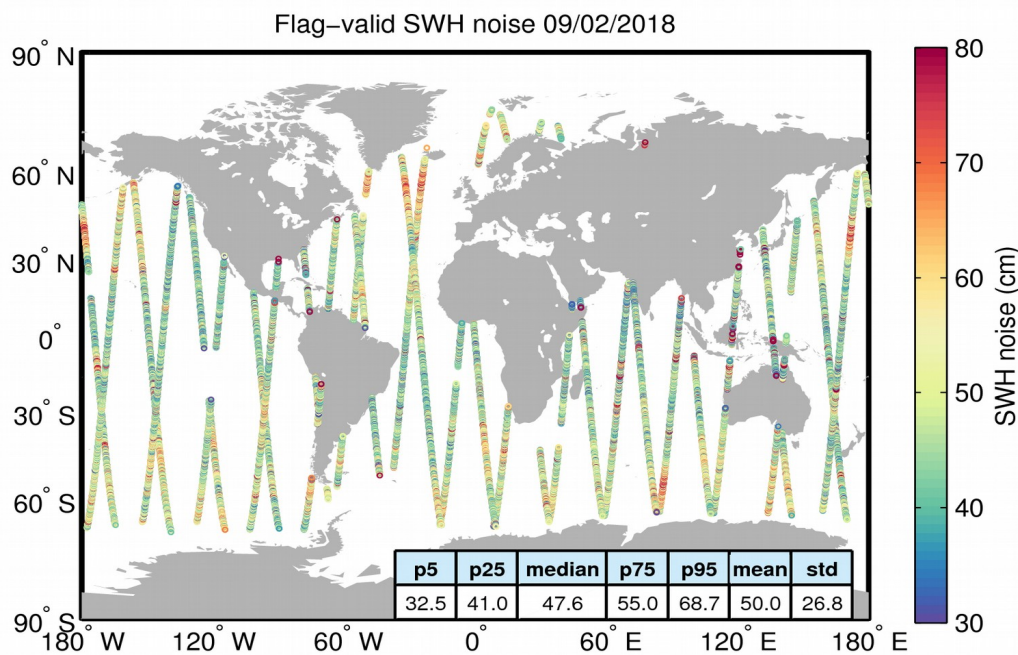 Flag−valid SWH noise 09/02/2018
90° N
60° N
30° N
0°
30° S
60° S
90° S
180° W
120° W
60° W
0°
60° E
120° E
180° E
p5 p25 median p75 p95 mean std
32.5 41.0 47.6 55.0 68.7 50.0 26.8
80
70
60
50
40
30
SWH noise (cm)